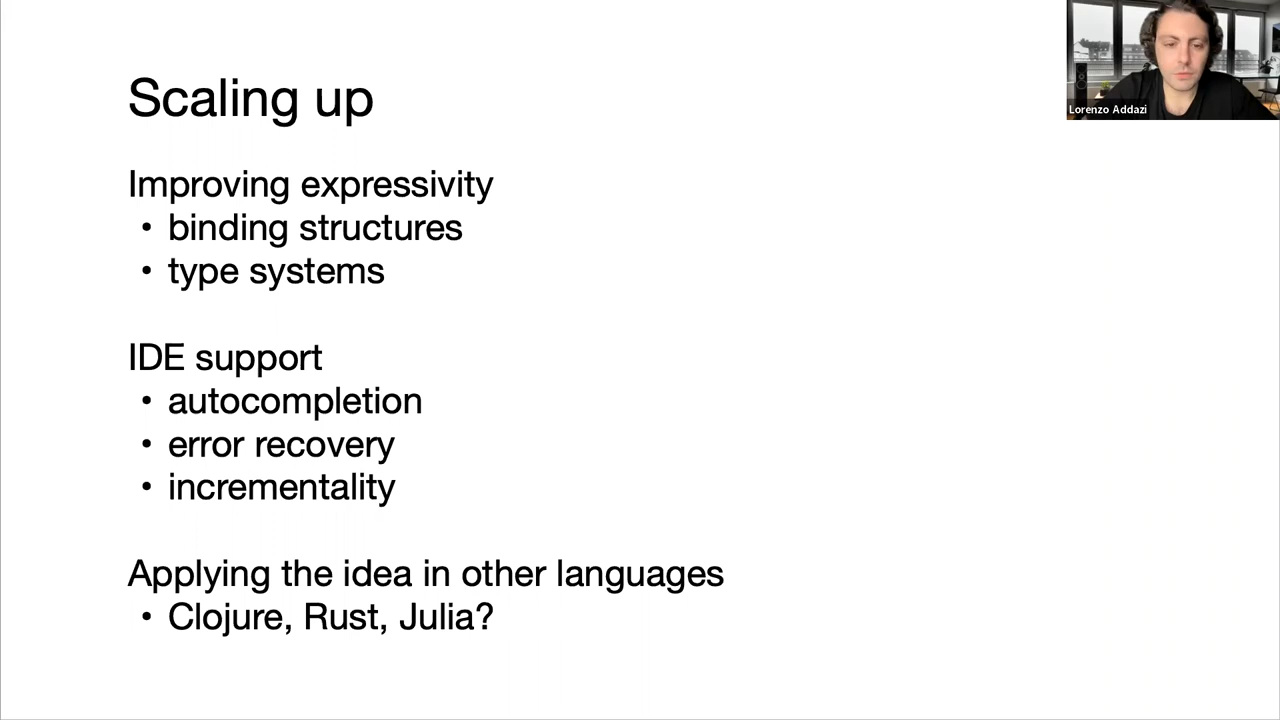 Scaling up
Improving expressivity
• binding structures
• type systems
IDE support
• autocompletion
• error recovery
• incrementality
Applying the idea in other languages
• Clojure, Rust, Julia?
Lorenzo Addazi